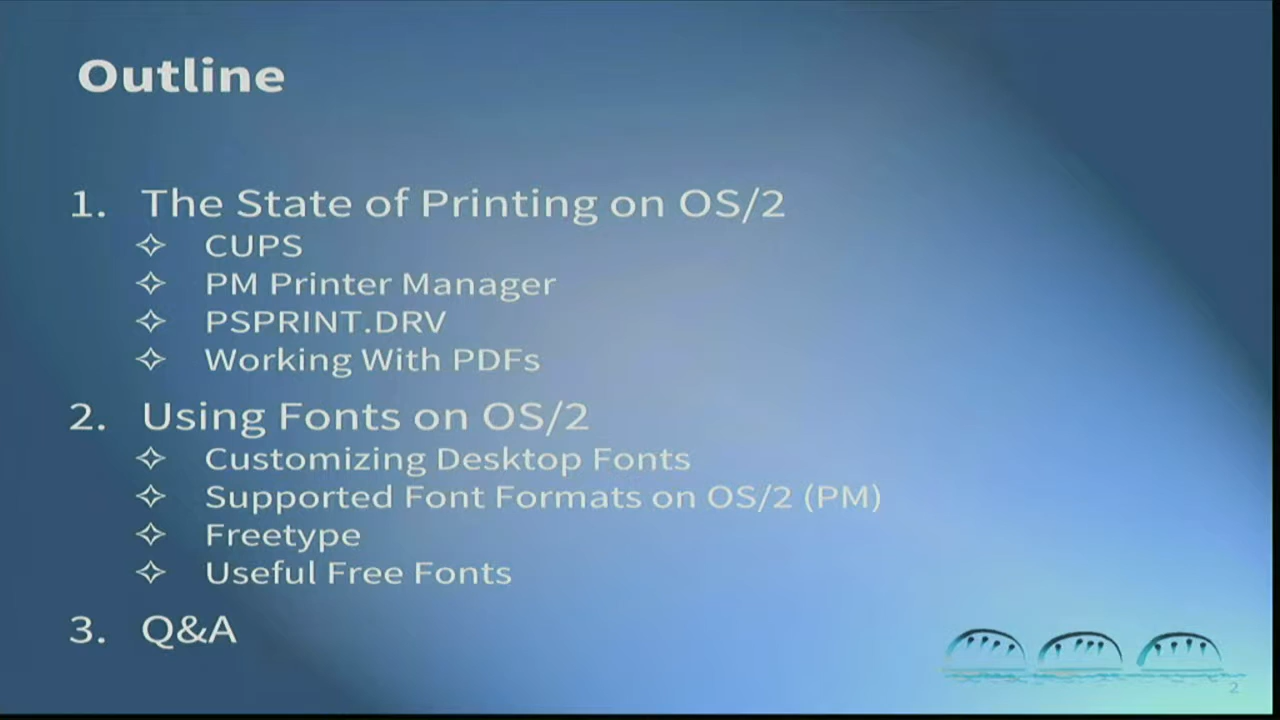 Outline
1. The State of Printing on OS/2
✧ CUPS
✧ PM Printer Manager
✧ PSPRINT.DRV
✧ Working With PDFs
2. Using Fonts on OS/2
✧ Customizing Desktop Fonts
✧ Supported Font Formats on OS/2 (PM)
✧ Freetype
✧ Useful Free Fonts
3. Q&A
2